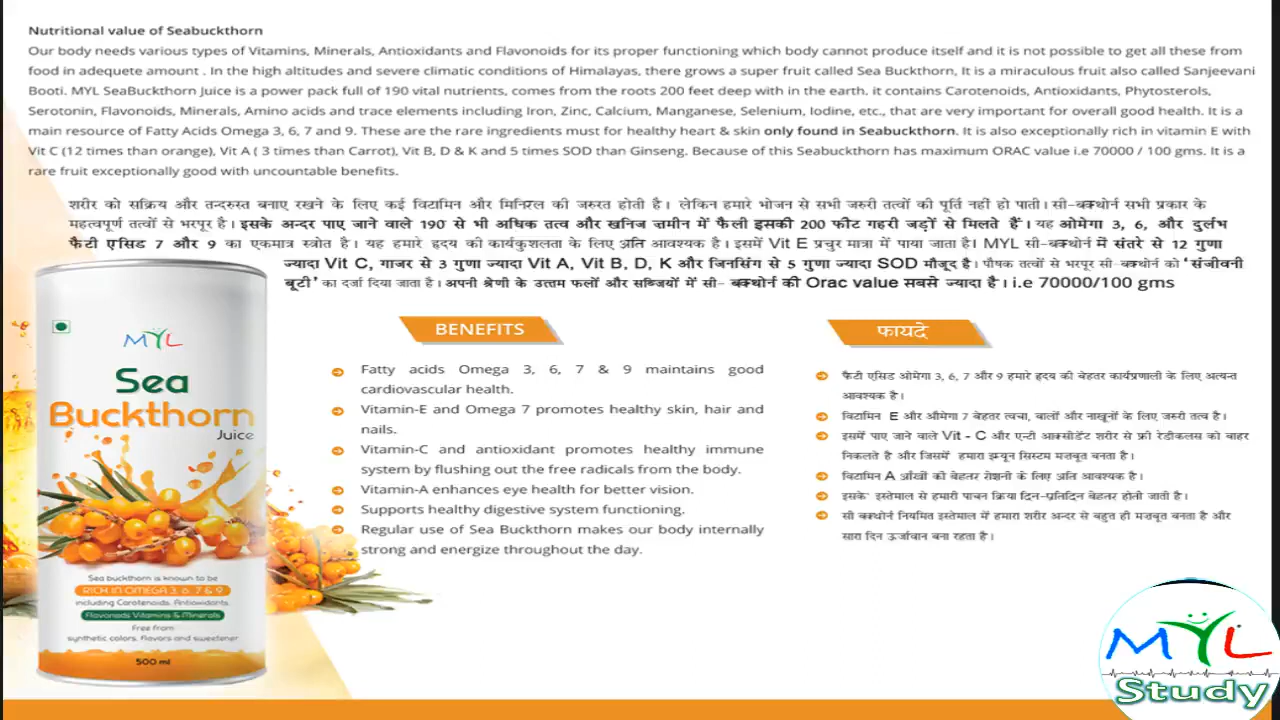 Nutritional value of Seabuckthorn
Our body needs various types of Vitamins, Minerals, Antioxidants and Flavonoids for its proper functioning which body cannot produce itself and it is not possible to get all these from
food in adequete amount . In the high altitudes and severe climatic conditions of Himalayas, there grows a super fruit called Sea Buckthorn, It is a miraculous fruit also called Sanjeevani
Booti. MYL SeaBuckthorn Juice is a power pack full of 190 vital nutrients, comes from the roots 200 feet deep with in the earth. it contains Carotenoids, Antioxidants, Phytosterols,
Serotonin, Flavonoids, Minerals, Amino acids and trace elements including Iron, Zinc, Calcium, Manganese, Selenium, Iodine, etc., that are very important for overall good health. It is a
main resource of Fatty Acids Omega 3, 6, 7 and 9. These are the rare ingredients must for healthy heart & skin only found in Seabuckthorn. It is also exceptionally rich in vitamin E with
Vit C (12 times than orange), Vit A ( 3 times than Carrot), Vit B, D & K and 5 times SOD than Ginseng. Because of this Seabuckthorn has maximum ORAC value i.e 70000 / 100 gms. It is a
rare fruit exceptionally good with uncountable benefits.
शरीर को सक्रिय और तन्दरुस्त बनाए रखने के लिए कई विटामिन और मिनिरल की जरुरत होती है। लेकिन हमारे भोजन से सभी जरुरी तत्वों की पूर्ति नहीं हो पाती। सी-बक्थोर्न सभी प्रकार के
महत्वपूर्ण तत्वों से भरपूर है। इसके अन्दर पाए जाने वाले 190 से भी अधिक तत्व और खनिज ज़मीन में फैली इसकी 200 फीट गहरी जड़ों से मिलते हैं। यह ओमेगा 3, 6, और दुर्लभ
फैटी एसिड 7 और 9 का एकमात्र स्त्रोत है। यह हमारे हृदय की कार्यकुशलता के लिए अति आवश्यक है। इसमें Vit E प्रचुर मात्रा में पाया जाता है। MYL सी-बक्थोर्न में संतरे से 12 गुणा
ज्यादा Vit C, गाजर से 3 गुणा ज्यादा Vit A, Vit B, D, K और जिनसिंग से 5 गुणा ज्यादा SOD मौजूद है। पौषक तत्वों से भरपूर सी-बक्थोर्न को 'संजीवनी
बूटी' का दर्जा दिया जाता है। अपनी श्रेणी के उत्तम फलों और सब्जियों में सी- बक्थोर्न की Orac value सबसे ज्यादा है। i.e 70000/100 gms
MYL
Sea
Buckthorn
Juice
Sea buckthorn is known to be
RICH IN OMEGA 3, 6, 7 & 9
including Carotenoids, Antioxidants,
Flavonoids Vitamins & Minerals
Free from
synthetic colors, flavors and sweetener
500 ml
BENEFITS
Fatty acids Omega 3, 6, 7 & 9 maintains good
cardiovascular health.
Vitamin-E and Omega 7 promotes healthy skin, hair and
nails.
Vitamin-C and antioxidant promotes healthy immune
system by flushing out the free radicals from the body.
Vitamin-A enhances eye health for better vision.
Supports healthy digestive system functioning.
Regular use of Sea Buckthorn makes our body internally
strong and energize throughout the day.
फायदे
फैटी एसिड ओमेगा 3, 6, 7 और 9 हमारे हृदय की बेहतर कार्यप्रणाली के लिए अत्यन्त
आवश्यक है।
विटामिन E और औमेगा 7 बेहतर त्वचा, बालों और नाखूनों के लिए जरुरी तत्व है।
इसमें पाए जाने वाले Vit - C और एन्टी आक्सीडेंट शरीर से फ्री रेडीकलस को बाहर
निकलते है और जिसमें हमारा इम्यून सिस्टम मजबूत बनता है।
विटामिन A आँखों की बेहतर रोशनी के लिए अति आवश्यक है।
इसके इस्तेमाल से हमारी पाचन क्रिया दिन-प्रतिदिन बेहतर होती जाती है।
सी बक्थोर्न नियमित इस्तेमाल में हमारा शरीर अन्दर से बहुत ही मजबूत बनता है और
सारा दिन ऊर्जावान बना रहता है।
MYL
Study